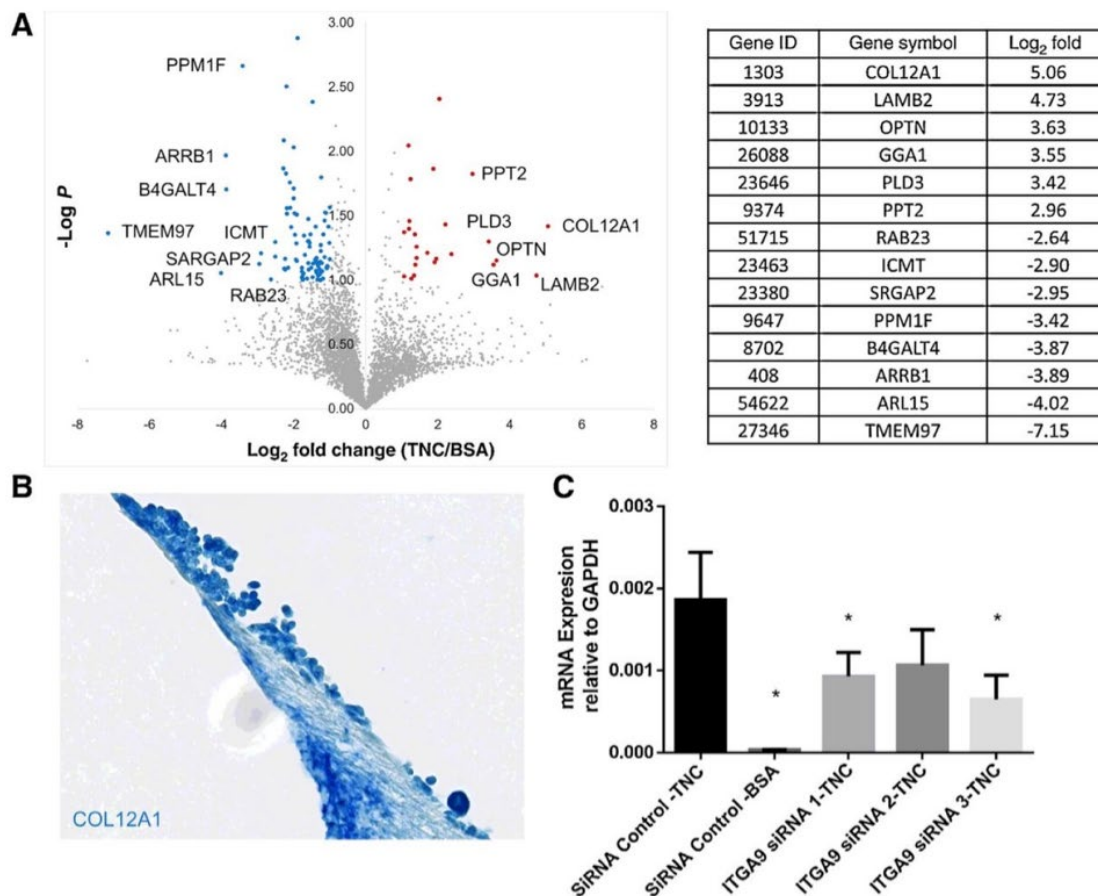 A
-Log P
3.00
2.50
2.00
1.50
1.00
0.50
0.00
PPM1F
ARRB1
B4GALT4
TMEM97
ICMT
SARGAP2
ARL15
RAB23
PPT2
PLD3
COL12A1
OPTN
GGA1
LAMB2
-8 -6 -4 -2 0 2 4 6 8
Log2 fold change (TNC/BSA)
Gene ID Gene symbol Log2 fold
1303 COL12A1 5.06
3913 LAMB2 4.73
10133 OPTN 3.63
26088 GGA1 3.55
23646 PLD3 3.42
9374 PPT2 2.96
51715 RAB23 -2.64
23463 ICMT -2.90
23380 SRGAP2 -2.95
9647 PPM1F -3.42
8702 B4GALT4 -3.87
408 ARRB1 -3.89
54622 ARL15 -4.02
27346 TMEM97 -7.15
B
COL12A1
C
mRNA Expresion
relative to GAPDH
0.003
0.002
0.001
0.000
*
*
*
SiRNA Control -TNC
SiRNA Control -BSA
ITGA9 siRNA 1-TNC
ITGA9 siRNA 2-TNC
ITGA9 siRNA 3-TNC